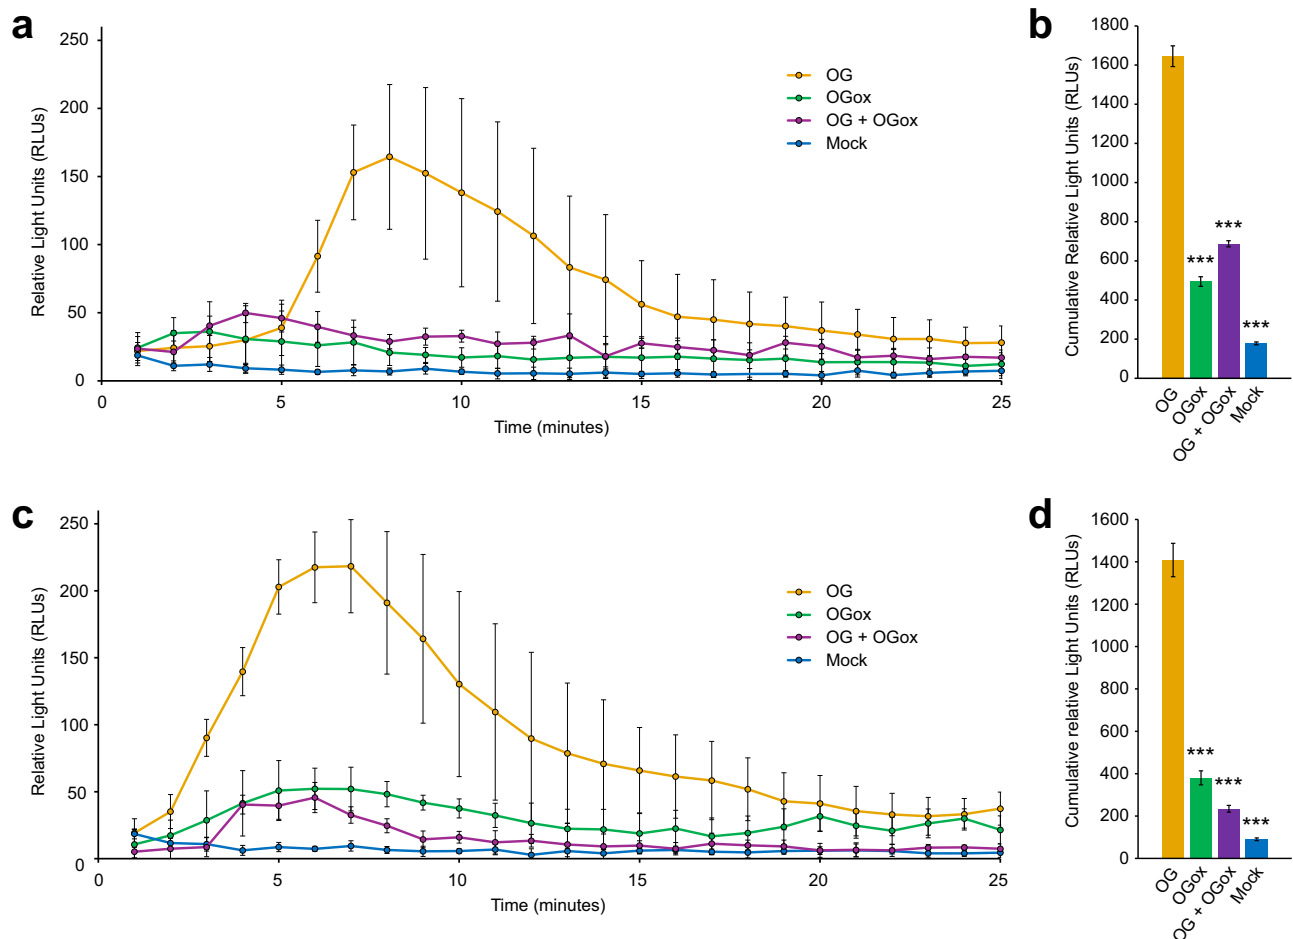 a
250
200
150
100
50
0
Relative Light Units (RLUs)
0
5
10
15
20
25
Time (minutes)
OG
OGox
OG + OGox
Mock
b
1800
1600
1400
1200
1000
800
600
400
200
0
Cumulative Relative Light Units (RLUs)
***
***
***
OG
OGox
OG + OGox
Mock
c
250
200
150
100
50
0
Relative Light Units (RLUs)
0
5
10
15
20
25
Time (minutes)
OG
OGox
OG + OGox
Mock
d
1600
1400
1200
1000
800
600
400
200
0
Cumulative relative Light Units (RLUs)
***
***
***
OG
OGox
OG + OGox
Mock